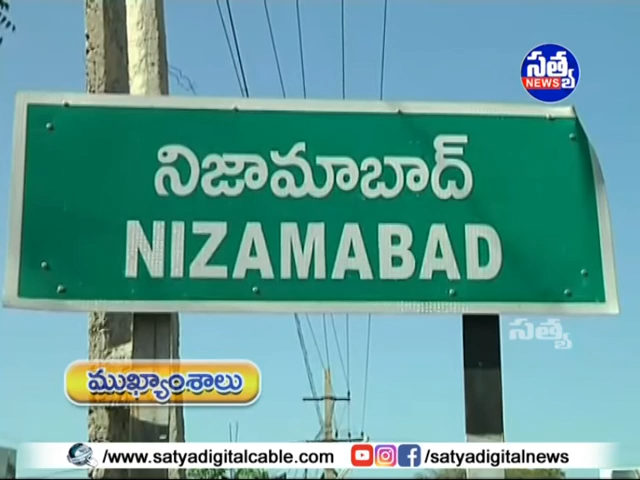 సత్య
NEWS
నిజామాబాద్
NIZAMABAD
సత్య
ముఖ్యాంశాలు
/www.satyadigitalcable.com
/satyadigitalnews